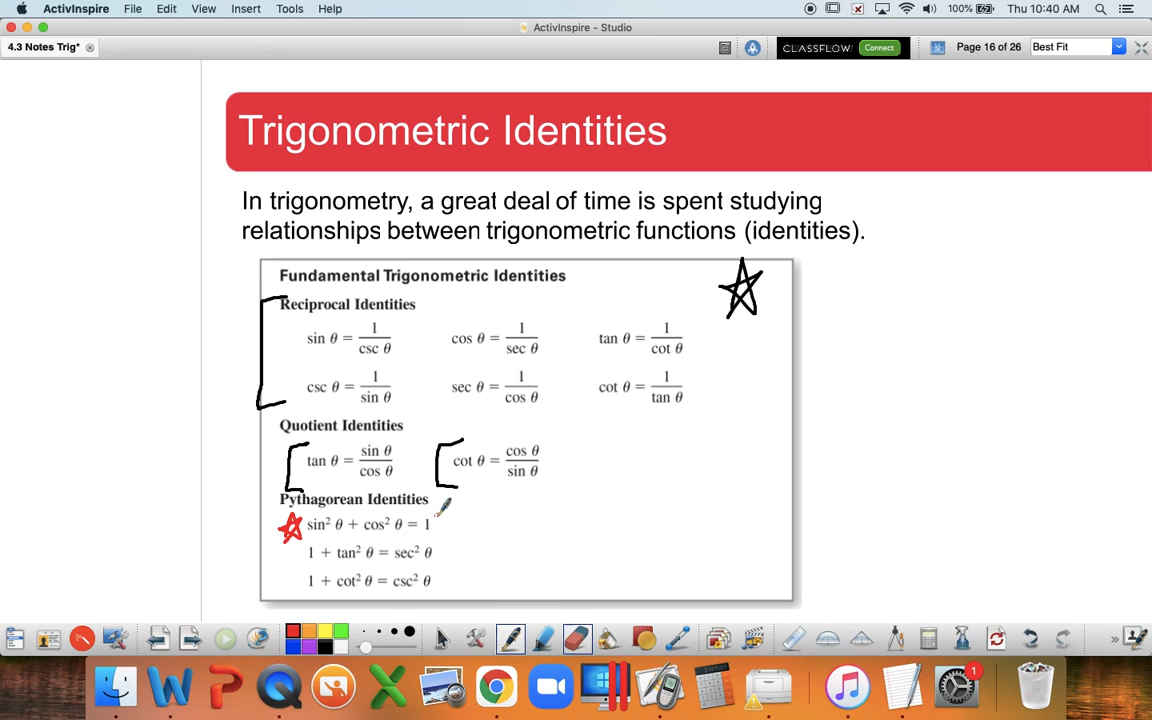 ActivInspire File Edit View Insert Tools Help 100% Thu 10:40 AM
ActivInspire - Studio
4.3 Notes Trig* CLASSFLOW Connect Page 16 of 26 Best Fit
Trigonometric Identities
In trigonometry, a great deal of time is spent studying
relationships between trigonometric functions (identities).
Fundamental Trigonometric Identities
Reciprocal Identities
sin θ = 1/csc θ cos θ = 1/sec θ tan θ = 1/cot θ
csc θ = 1/sin θ sec θ = 1/cos θ cot θ = 1/tan θ
Quotient Identities
tan θ = sin θ/cos θ cot θ = cos θ/sin θ
Pythagorean Identities
sin² θ + cos² θ = 1
1 + tan² θ = sec² θ
1 + cot² θ = csc² θ
»
1